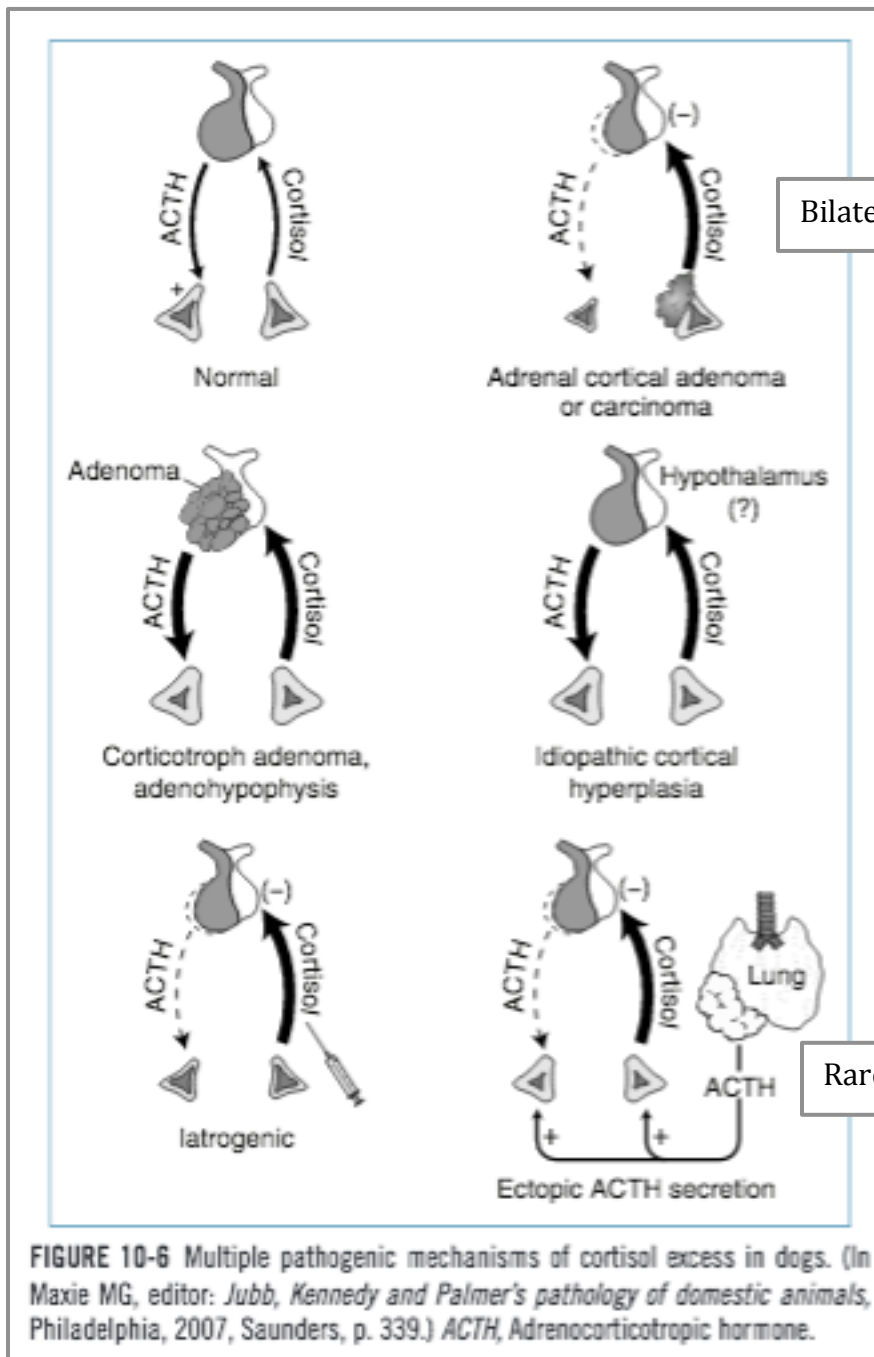 ACTH
Cortisol
+
Normal
(-)
ACTH
Cortisol
Adrenal cortical adenoma
or carcinoma
Adenoma
ACTH
Cortisol
Corticotroph adenoma,
adenohypophysis
Hypothalamus
(?)
ACTH
Cortisol
Idiopathic cortical
hyperplasia
(-)
ACTH
Cortisol
Iatrogenic
(-)
ACTH
Cortisol
Lung
ACTH
+
+
Ectopic ACTH secretion
FIGURE 10-6 Multiple pathogenic mechanisms of cortisol excess in dogs. (In
Maxie MG, editor: Jubb, Kennedy and Palmer's pathology of domestic animals,
Philadelphia, 2007, Saunders, p. 339.) ACTH, Adrenocorticotropic hormone.